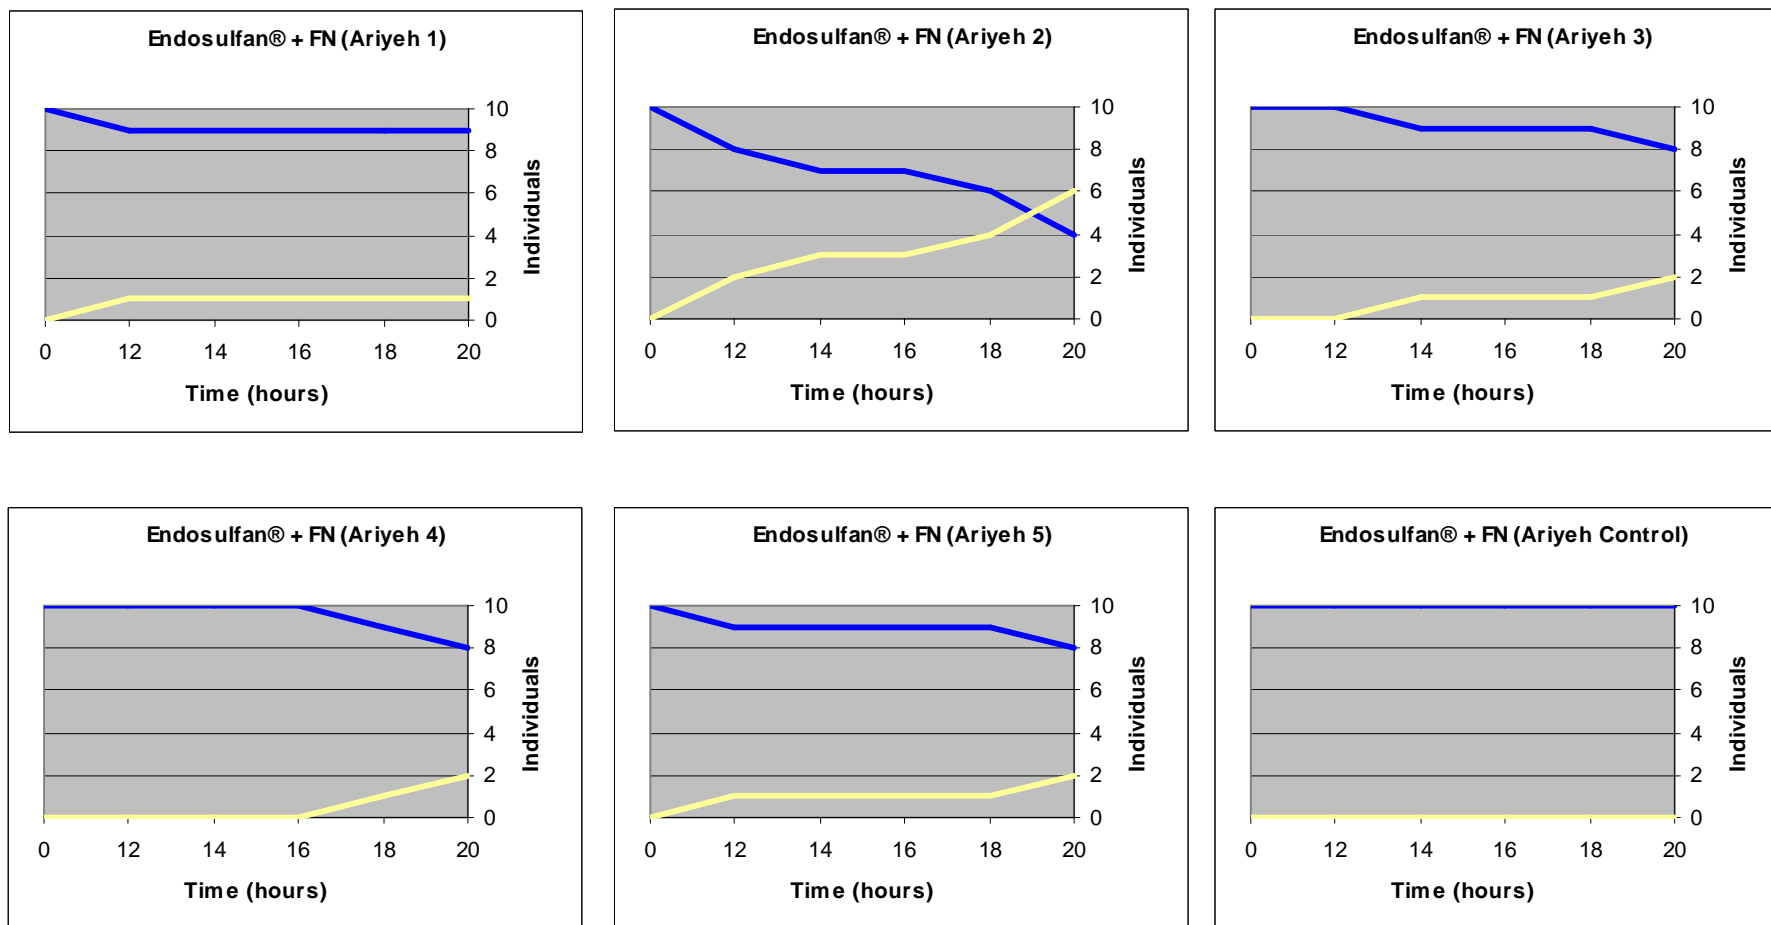 Endosulfan® + FN (Ariyeh 1)
10
8
6
4
2
0
Individuals
0 12 14 16 18 20
Time (hours)
Endosulfan® + FN (Ariyeh 2)
10
8
6
4
2
0
Individuals
0 12 14 16 18 20
Time (hours)
Endosulfan® + FN (Ariyeh 3)
10
8
6
4
2
0
Individuals
0 12 14 16 18 20
Time (hours)
Endosulfan® + FN (Ariyeh 4)
10
8
6
4
2
0
Individuals
0 12 14 16 18 20
Time (hours)
Endosulfan® + FN (Ariyeh 5)
10
8
6
4
2
0
Individuals
0 12 14 16 18 20
Time (hours)
Endosulfan® + FN (Ariyeh Control)
10
8
6
4
2
0
Individuals
0 12 14 16 18 20
Time (hours)